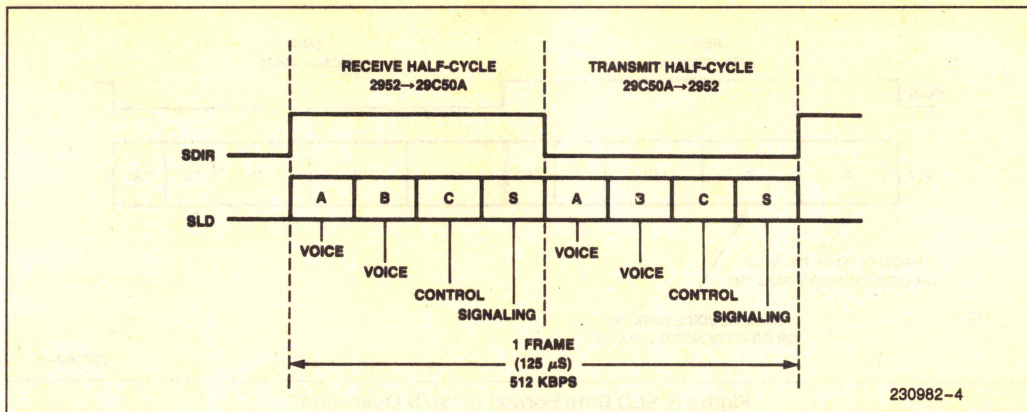 RECEIVE HALF-CYCLE
2952→29C50A
TRANSMIT HALF-CYCLE
29C50A→2952
SDIR
A B C S A 3 C S
SLD
VOICE
VOICE
CONTROL
SIGNALING
VOICE
VOICE
CONTROL
SIGNALING
1 FRAME
(125 μS)
512 KBPS
230982-4